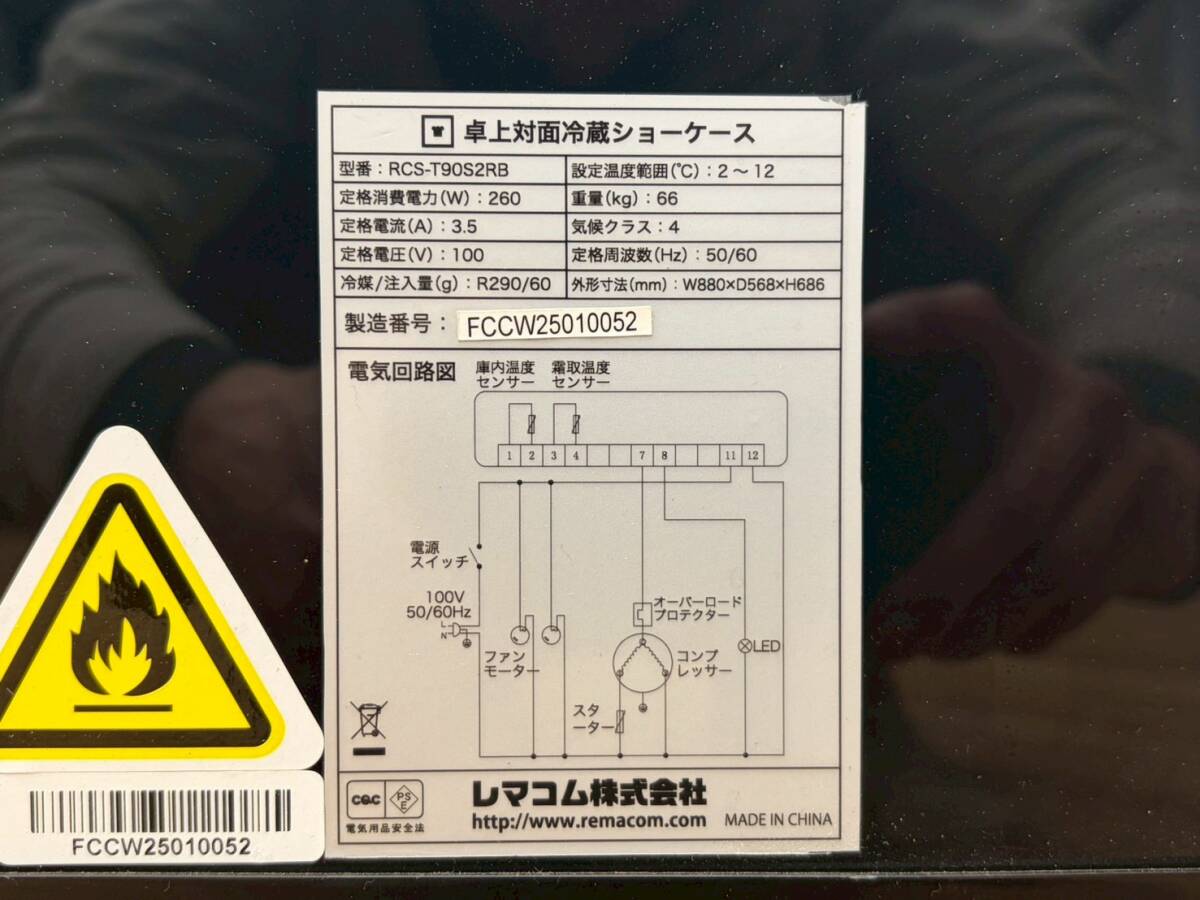 卓上対面冷蔵ショーケース
型番：RCS-T90S2RB
設定温度範囲(℃)：2～12
定格消費電力(W)：260
重量(kg)：66
定格電流(A)：3.5
気候クラス：4
定格電圧(V)：100
定格周波数(Hz)：50/60
冷媒/注入量(g)：R290/60
外形寸法(mm)：W880×D568×H686
製造番号：FCCW25010052
電気回路図
庫内温度
センサー
霜取温度
センサー
1 2 3 4 7 8 11 12
電源
スイッチ
100V
50/60Hz
L
N
ファン
モーター
オーバーロード
プロテクター
コンプ
レッサー
LED
スタ
ーター
CQC
PS
E
電気用品安全法
レマコム株式会社
http://www.remacom.com
MADE IN CHINA
FCCW25010052